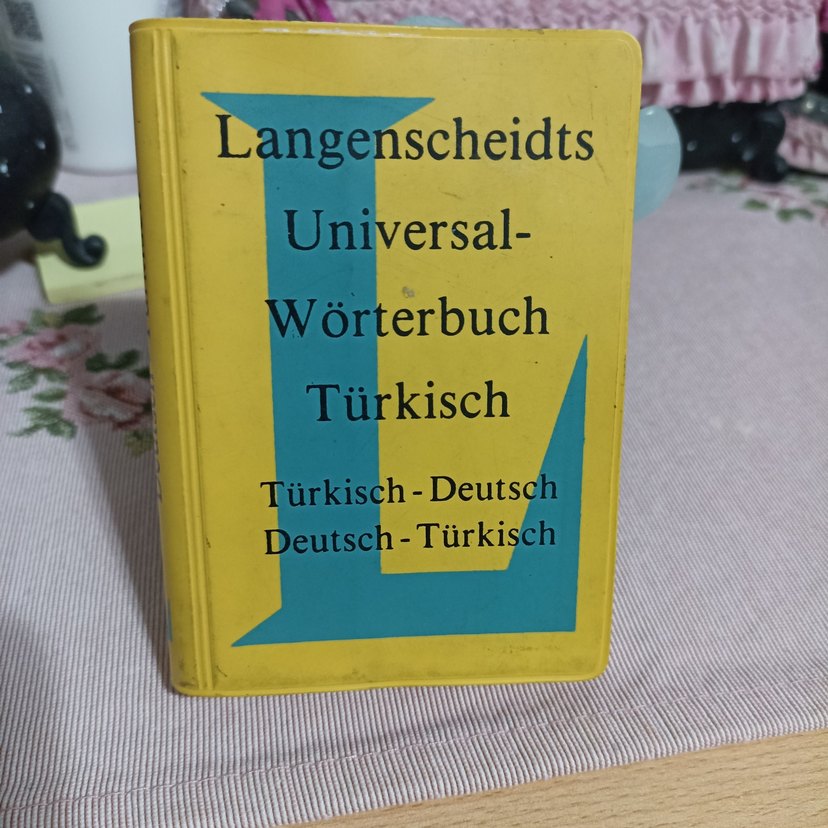 Langenscheidts
Universal-
Wörterbuch
Türkisch
Türkisch - Deutsch
Deutsch - Türkisch